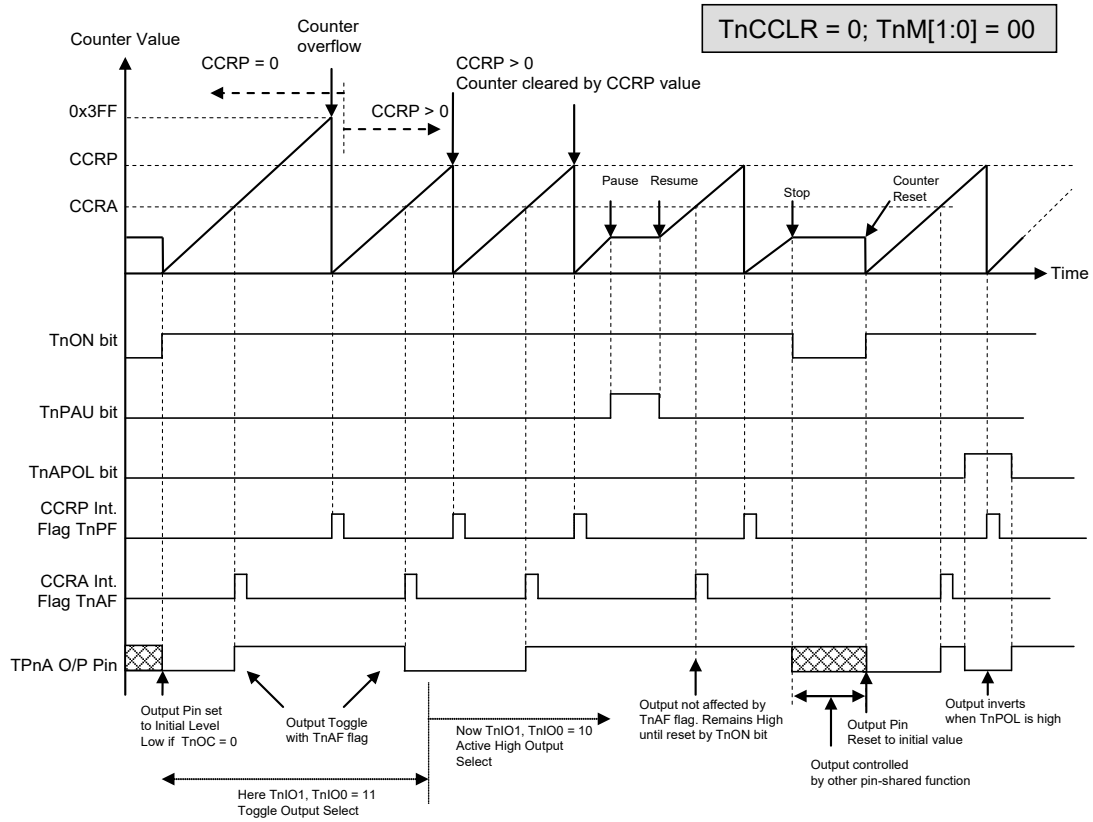 TnCCLR = 0; TnM[1:0] = 00
Counter Value
Counter
overflow
CCRP = 0
CCRP > 0
CCRP > 0
Counter cleared by CCRP value
0x3FF
CCRP
CCRA
Pause
Resume
Stop
Counter
Reset
Time
TnON bit
TnPAU bit
TnAPOL bit
CCRP Int.
Flag TnPF
CCRA Int.
Flag TnAF
TPnA O/P Pin
Output Pin set
to Initial Level
Low if TnOC = 0
Output Toggle
with TnAF flag
Now TnIO1, TnIO0 = 10
Active High Output
Select
Output not affected by
TnAF flag. Remains High
until reset by TnON bit
Output Pin
Reset to initial value
Output inverts
when TnPOL is high
Output controlled
by other pin-shared function
Here TnIO1, TnIO0 = 11
Toggle Output Select